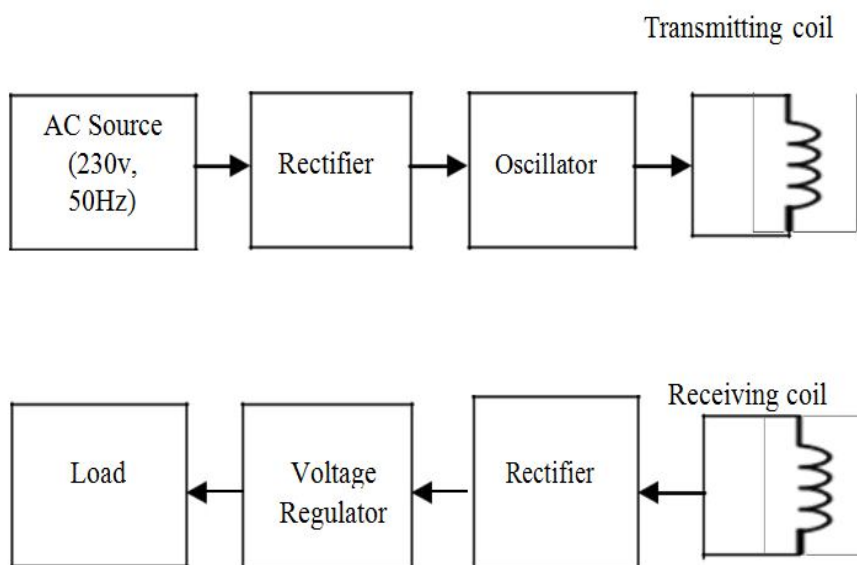 Transmitting coil
AC Source
(230v,
50Hz)
Rectifier
Oscillator
Receiving coil
Load
Voltage
Regulator
Rectifier